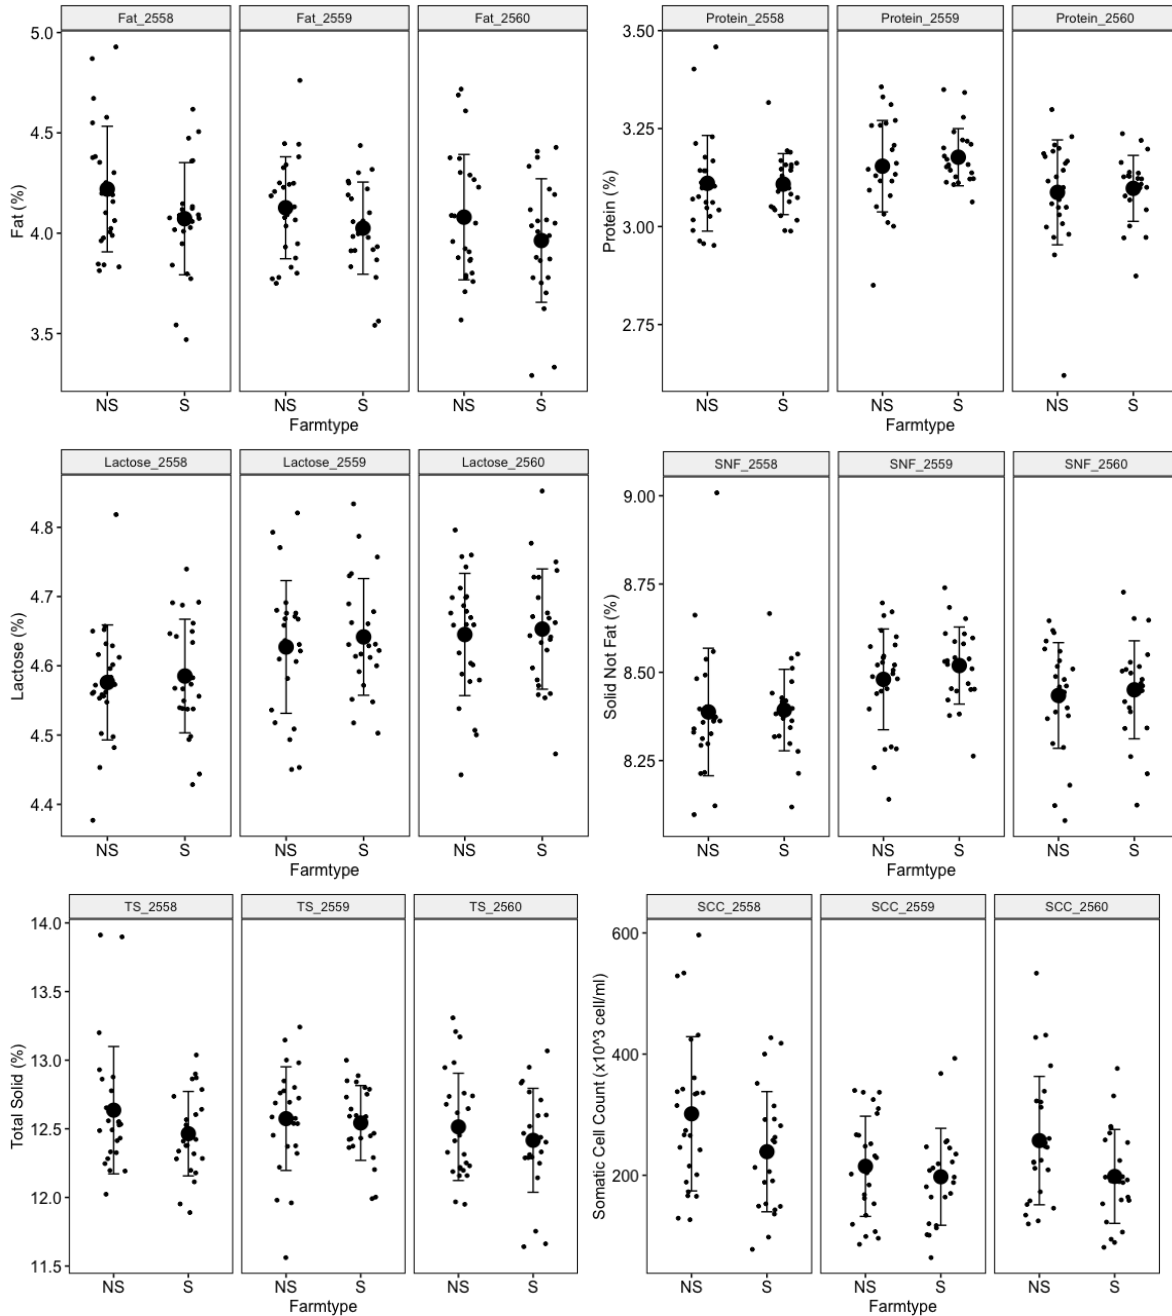 Fat_2558 Fat_2559 Fat_2560
5.0
4.5
4.0
3.5
Fat (%)
NS S NS S NS S
Farmtype
Protein_2558 Protein_2559 Protein_2560
3.50
3.25
3.00
2.75
Protein (%)
NS S NS S NS S
Farmtype
Lactose_2558 Lactose_2559 Lactose_2560
4.8
4.7
4.6
4.5
4.4
Lactose (%)
NS S NS S NS S
Farmtype
SNF_2558 SNF_2559 SNF_2560
9.00
8.75
8.50
8.25
Solid Not Fat (%)
NS S NS S NS S
Farmtype
TS_2558 TS_2559 TS_2560
14.0
13.5
13.0
12.5
12.0
11.5
Total Solid (%)
NS S NS S NS S
Farmtype
SCC_2558 SCC_2559 SCC_2560
600
400
200
Somatic Cell Count (x10^3 cell/ml)
NS S NS S NS S
Farmtype